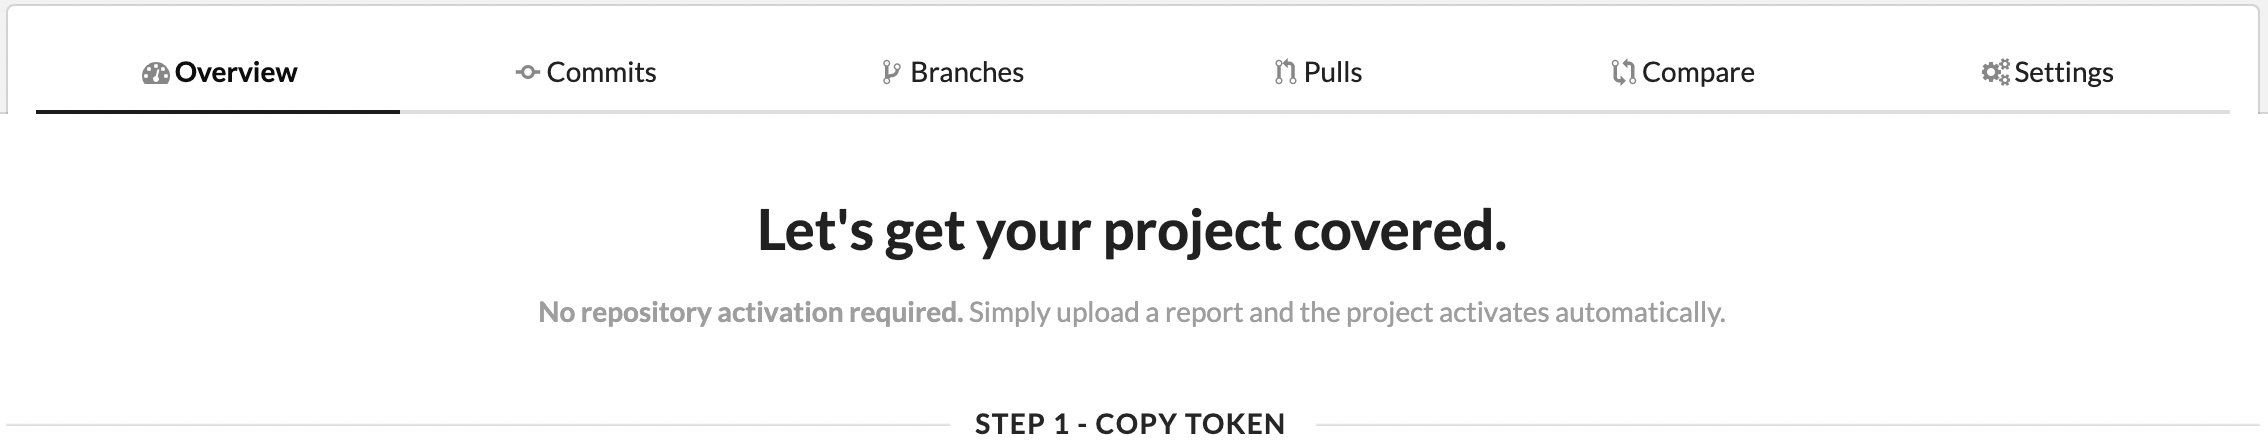 Overview Commits Branches Pulls Compare Settings
Let's get your project covered.
No repository activation required. Simply upload a report and the project activates automatically.
STEP 1 - COPY TOKEN